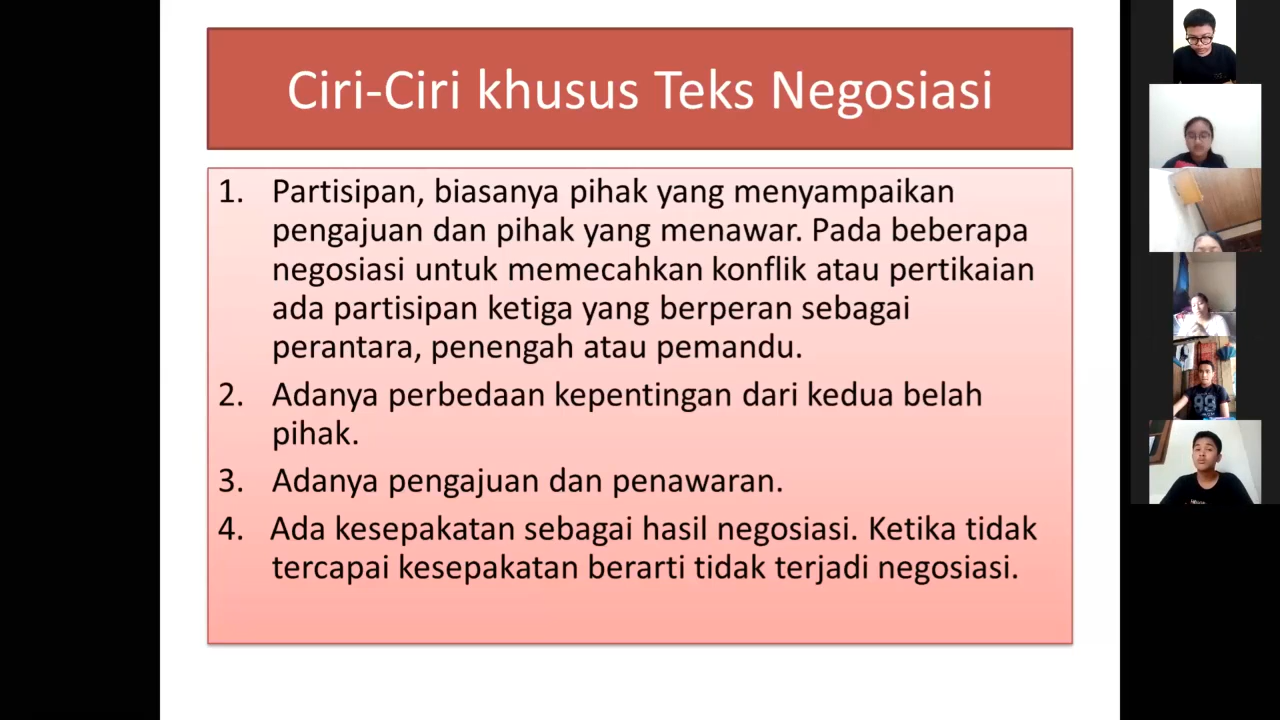 Ciri-Ciri khusus Teks Negosiasi
1. Partisipan, biasanya pihak yang menyampaikan
pengajuan dan pihak yang menawar. Pada beberapa
negosiasi untuk memecahkan konflik atau pertikaian
ada partisipan ketiga yang berperan sebagai
perantara, penengah atau pemandu.
2. Adanya perbedaan kepentingan dari kedua belah
pihak.
3. Adanya pengajuan dan penawaran.
4. Ada kesepakatan sebagai hasil negosiasi. Ketika tidak
tercapai kesepakatan berarti tidak terjadi negosiasi.
89